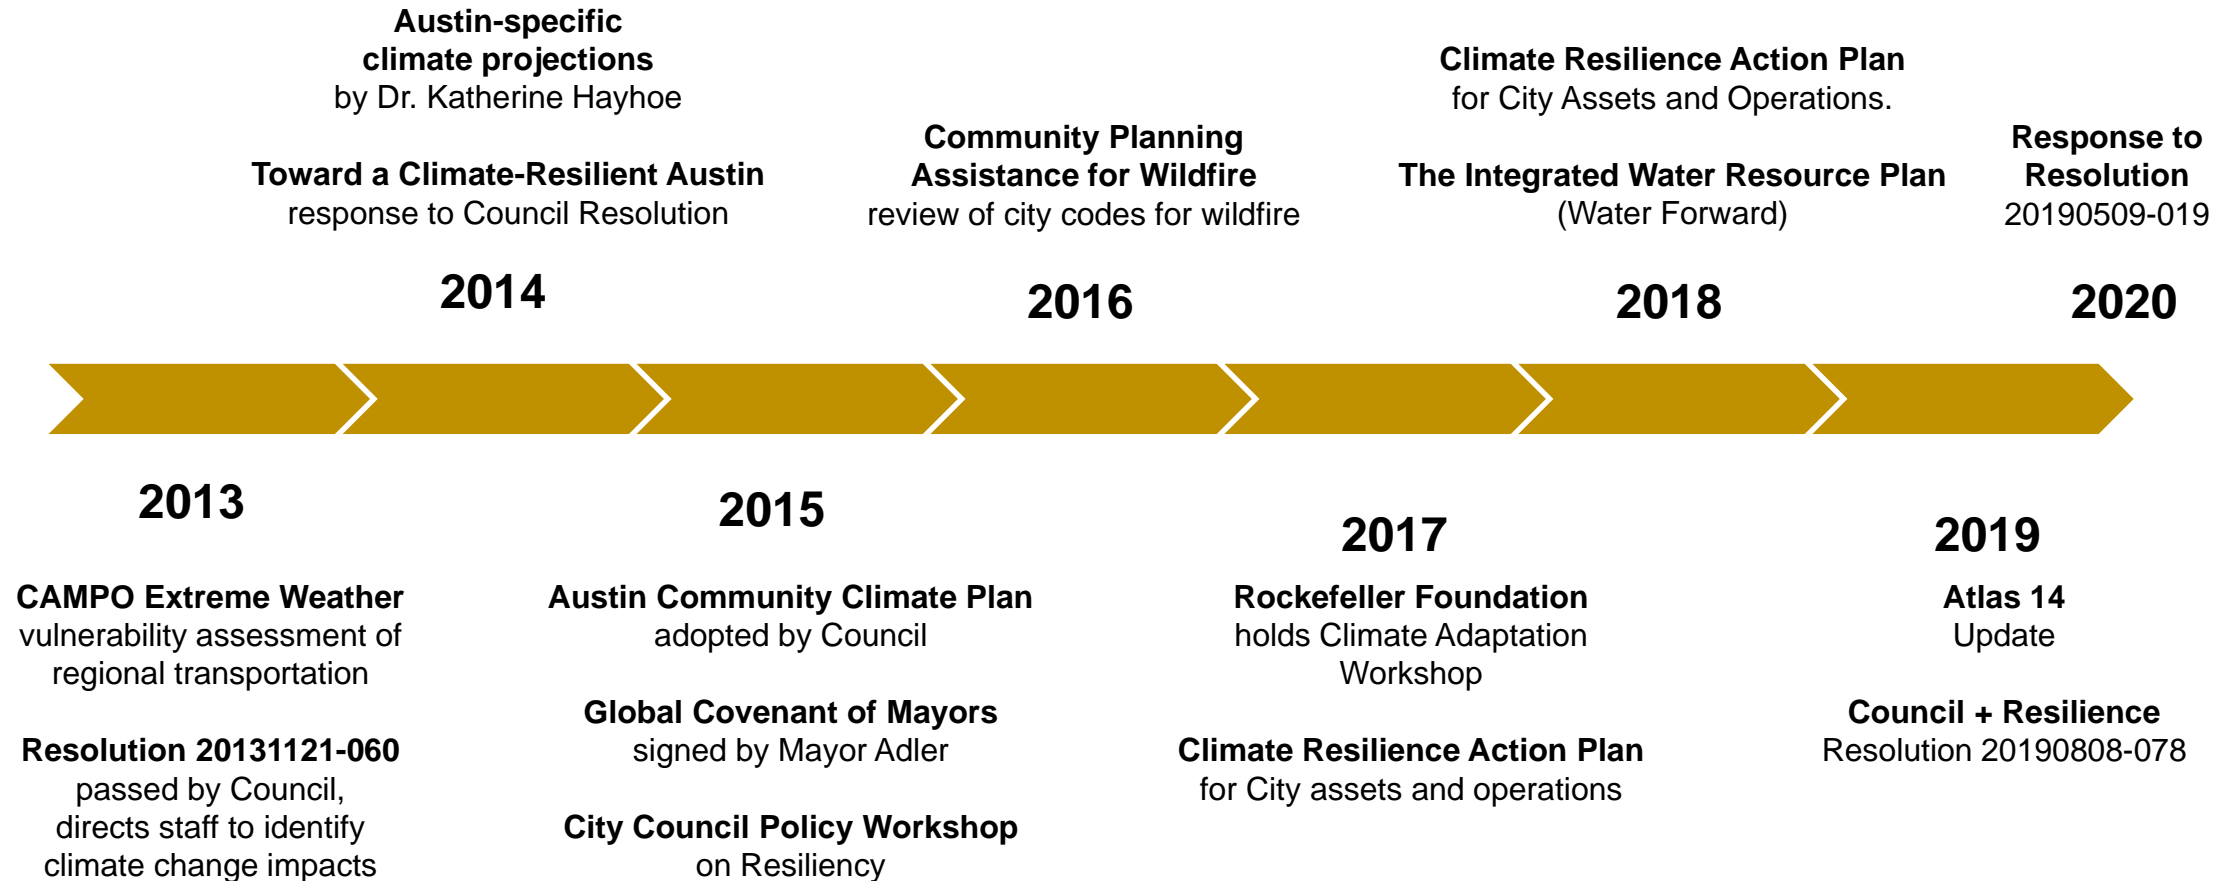 Austin-specific
climate projections
by Dr. Katherine Hayhoe
Toward a Climate-Resilient Austin
response to Council Resolution
2014
Community Planning
Assistance for Wildfire
review of city codes for wildfire
2016
Climate Resilience Action Plan
for City Assets and Operations.
The Integrated Water Resource Plan
(Water Forward)
2018
Response to
Resolution
20190509-019
2020
2013
CAMPO Extreme Weather
vulnerability assessment of
regional transportation
Resolution 20131121-060
passed by Council,
directs staff to identify
climate change impacts
2015
Austin Community Climate Plan
adopted by Council
Global Covenant of Mayors
signed by Mayor Adler
City Council Policy Workshop
on Resiliency
2017
Rockefeller Foundation
holds Climate Adaptation
Workshop
Climate Resilience Action Plan
for City assets and operations
2019
Atlas 14
Update
Council + Resilience
Resolution 20190808-078